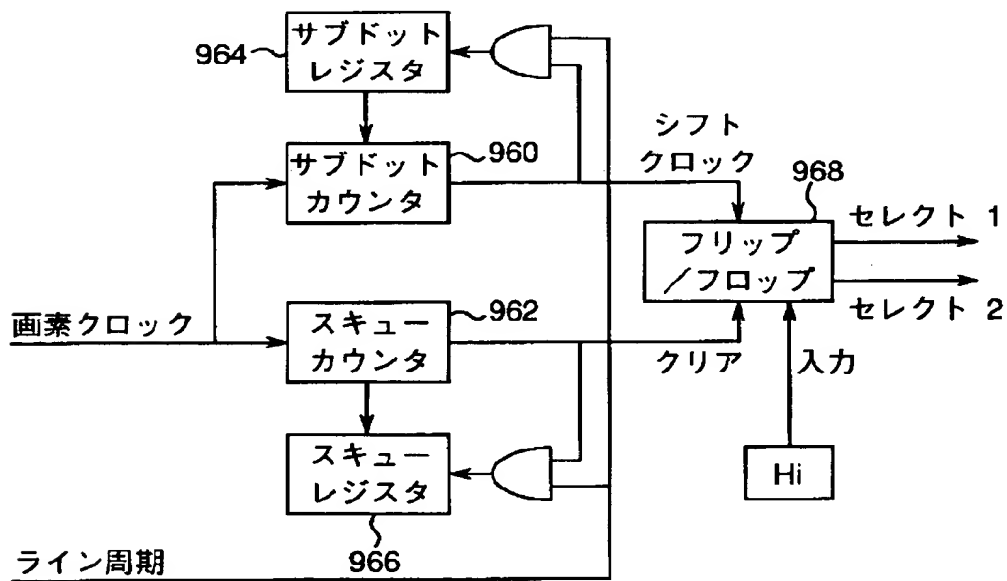 サブドット
レジスタ
964
サブドット
カウンタ
960
シフト
クロック
968
フリップ
／フロップ
セレクト 1
セレクト 2
画素クロック
スキュー
カウンタ
962
クリア
入力
スキュー
レジスタ
966
Hi
ライン周期